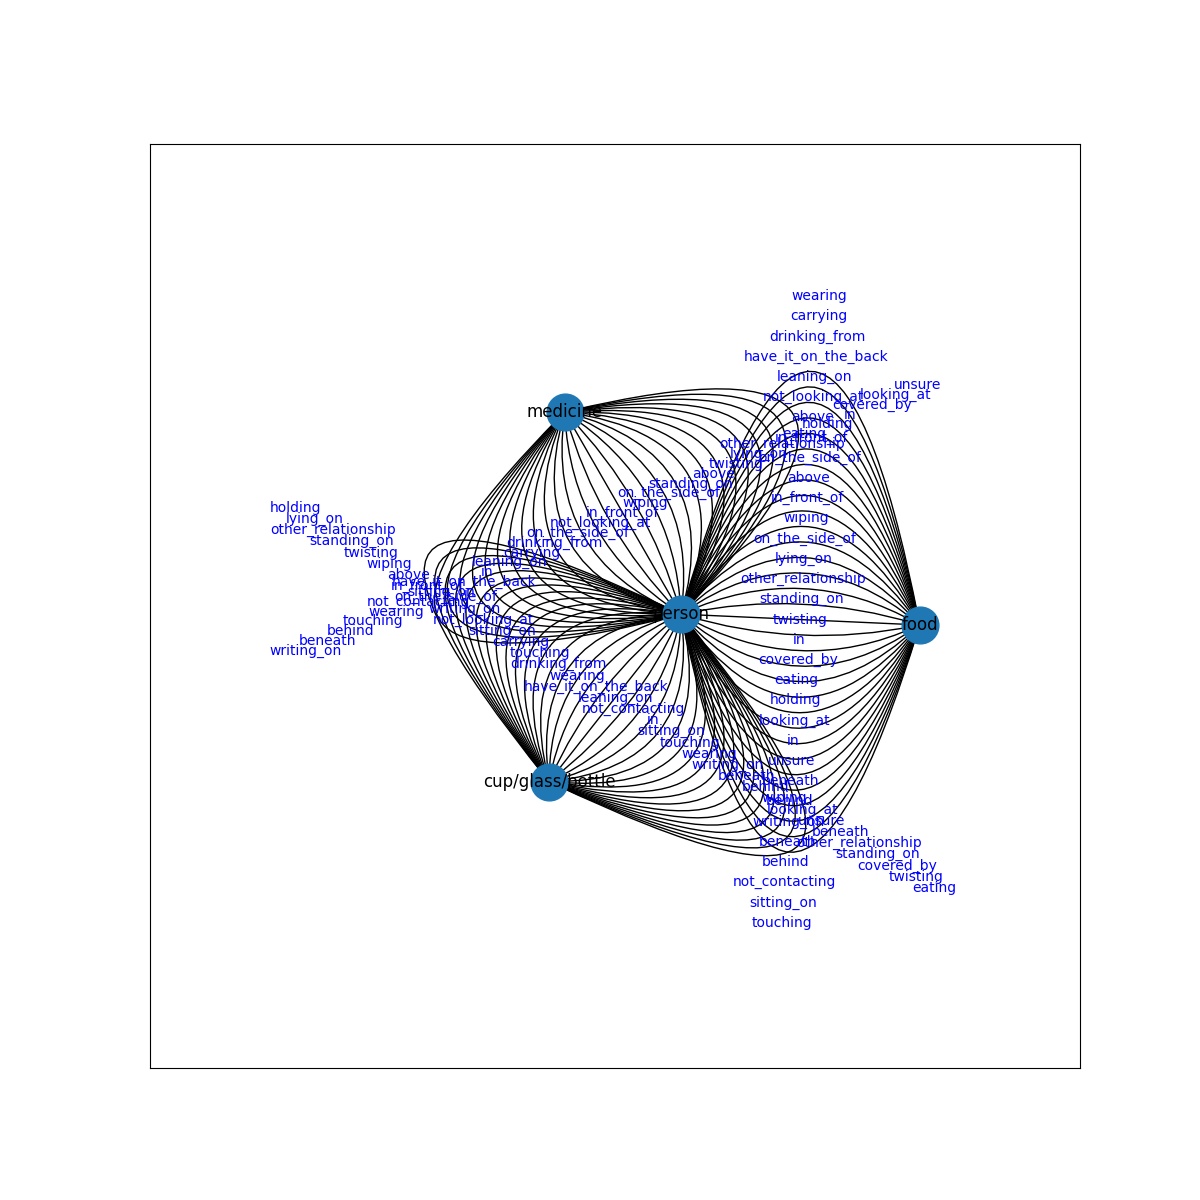 wearing
carrying
drinking_from
have_it_on_the_back
leaning_on
unsure
looking_at
not_looking_at
covered_by
in
above
medicine
holding
eating
in_front_of
other_relationship
lying_on
on_the_side_of
twisting
above
above
standing_on
on_the_side_of
in_front_of
wiping
holding
in_front_of
wiping
lying_on
not_looking_at
other_relationship
on_the_side_of
on_the_side_of
standing_on
drinking_from
twisting
carrying
lying_on
wiping
leaning_on
above
in
other_relationship
have_it_on_the_back
standing_on
not_contacting
writing_on
wearing
person
touching
not_looking_at
twisting
food
behind
sitting_on
beneath
carrying
in
writing_on
touching
covered_by
drinking_from
wearing
eating
have_it_on_the_back
leaning_on
holding
not_contacting
in
looking_at
sitting_on
touching
in
wearing
unsure
writing_on
beneath
beneath
cup/glass/bottle
behind
wiping
behind
looking_at
writing_on
unsure
beneath
beneath
other_relationship
standing_on
behind
covered_by
twisting
not_contacting
eating
sitting_on
touching